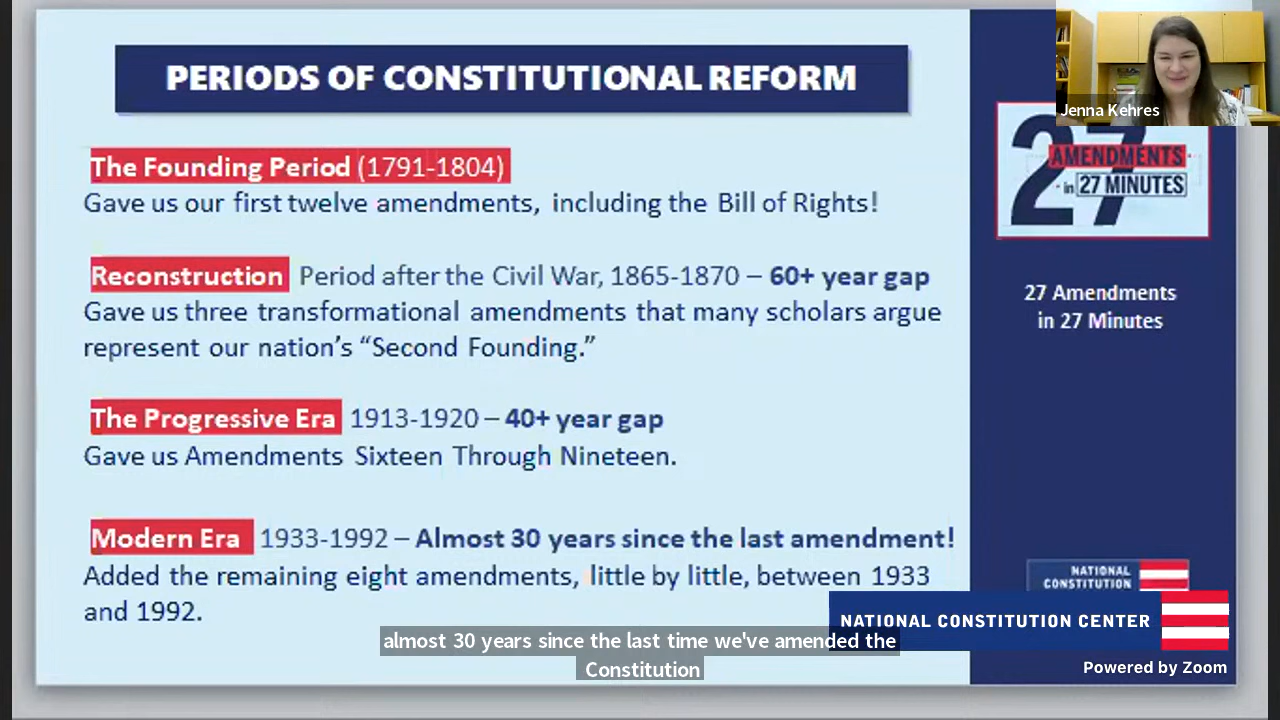 PERIODS OF CONSTITUTIONAL REFORM
The Founding Period (1791-1804)
Gave us our first twelve amendments, including the Bill of Rights!
Reconstruction Period after the Civil War, 1865-1870 – 60+ year gap
Gave us three transformational amendments that many scholars argue
represent our nation's “Second Founding.”
The Progressive Era 1913-1920 – 40+ year gap
Gave us Amendments Sixteen Through Nineteen.
Modern Era 1933-1992 – Almost 30 years since the last amendment!
Added the remaining eight amendments, little by little, between 1933
and 1992.
almost 30 years since the last time we've amended the
Constitution
Jenna Kehres
27
AMENDMENTS
in 27 MINUTES
27 Amendments
in 27 Minutes
NATIONAL
CONSTITUTION
NATIONAL CONSTITUTION CENTER
Powered by Zoom